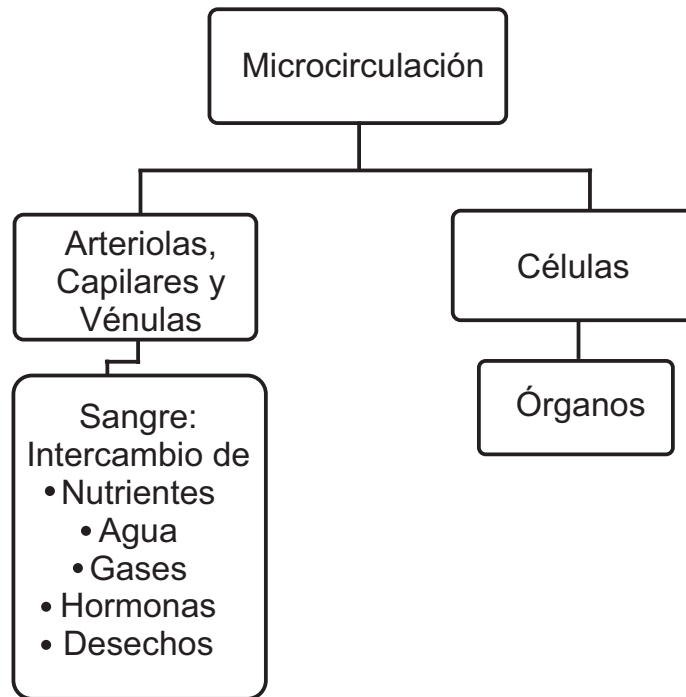 Microcirculación
Arteriolas,
Capilares y
Vénulas
Células
Órganos
Sangre:
Intercambio de
• Nutrientes
• Agua
• Gases
• Hormonas
• Desechos